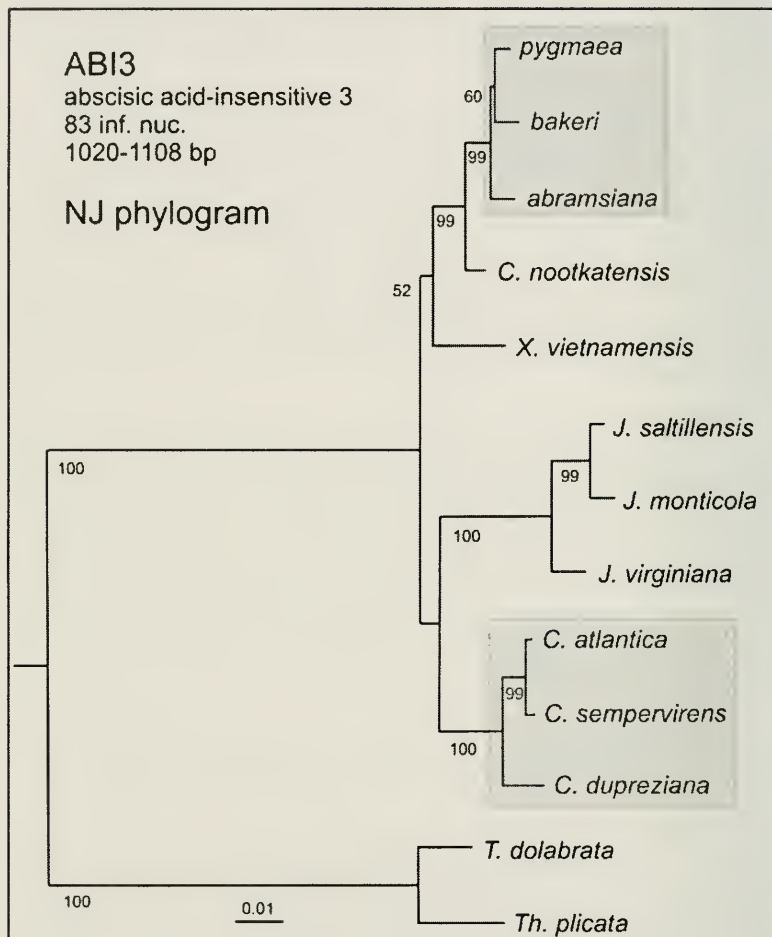 ABI3
abscisic acid-insensitive 3
83 inf. nuc.
1020-1108 bp
NJ phylogram
pygmaea
60
bakeri
99
abramsiana
99
C. nootkatensis
52
X. vietnamensis
J. saltillensis
100
99
J. monticola
100
J. virginiana
C. atlantica
99
C. sempervirens
100
C. dupreziana
T. dolabrata
100
0.01
Th. plicata